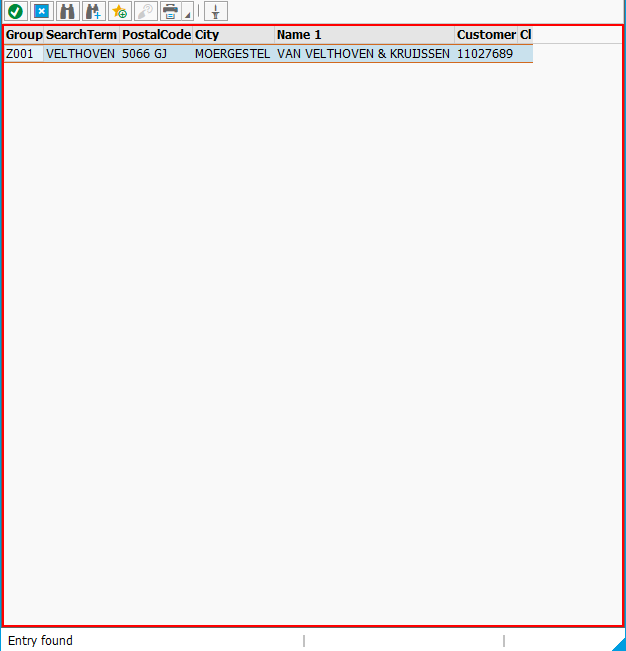 Group SearchTerm PostalCode City Name 1 Customer Cl
Z001 VELTHOVEN 5066 GJ MOERGESTEL VAN VELTHOVEN & KRUIJSSEN 11027689
Entry found